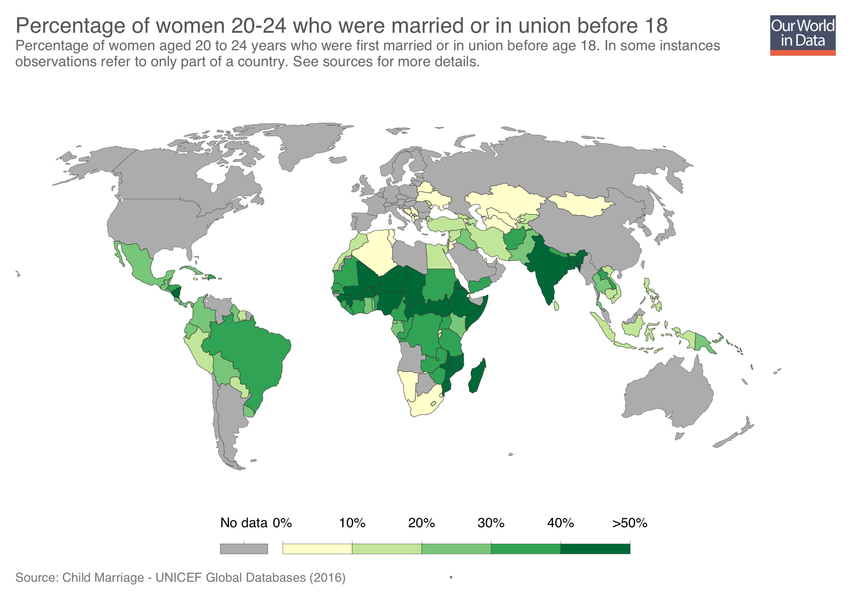 Percentage of women 20-24 who were married or in union before 18
Our World
in Data
Percentage of women aged 20 to 24 years who were first married or in union before age 18. In some instances
observations refer to only part of a country. See sources for more details.
No data 0% 10% 20% 30% 40% >50%
Source: Child Marriage - UNICEF Global Databases (2016) •